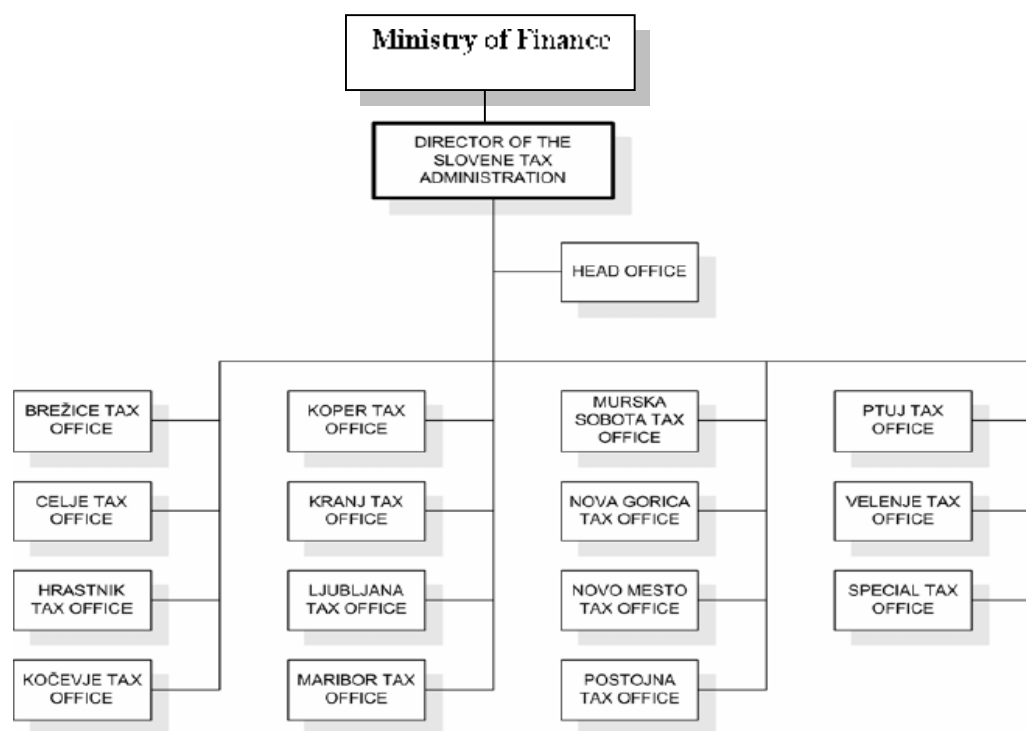 Ministry of Finance
DIRECTOR OF THE
SLOVENE TAX
ADMINISTRATION
HEAD OFFICE
BREŽICE TAX
OFFICE
KOPER TAX
OFFICE
MURSKA
SOBOTA TAX
OFFICE
PTUJ TAX
OFFICE
CELJE TAX
OFFICE
KRANJ TAX
OFFICE
NOVA GORICA
TAX OFFICE
VELENJE TAX
OFFICE
HRASTNIK
TAX OFFICE
LJUBLJANA
TAX OFFICE
NOVO MESTO
TAX OFFICE
SPECIAL TAX
OFFICE
KOČEVJE TAX
OFFICE
MARIBOR TAX
OFFICE
POSTOJNA
TAX OFFICE